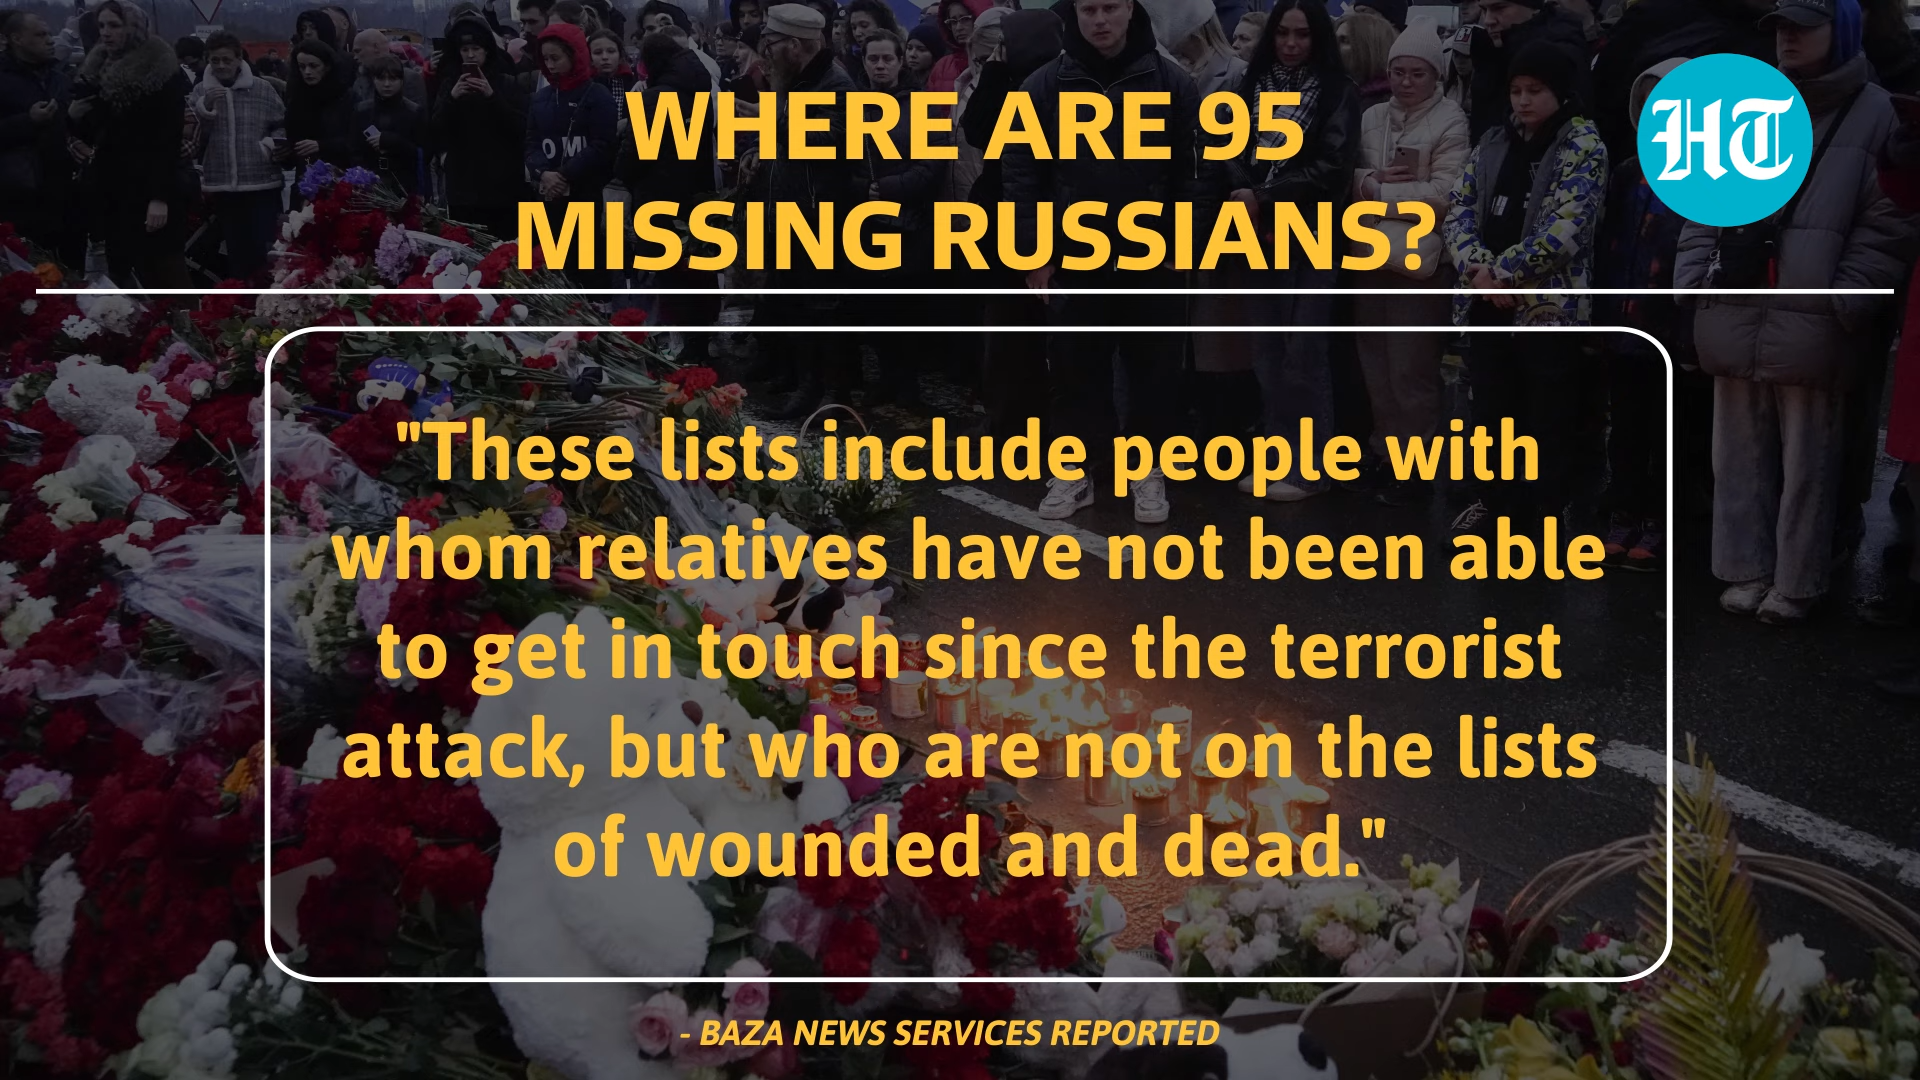 WHERE ARE 95
MISSING RUSSIANS?
HT
"These lists include people with
whom relatives have not been able
to get in touch since the terrorist
attack, but who are not on the lists
of wounded and dead."
- BAZA NEWS SERVICES REPORTED